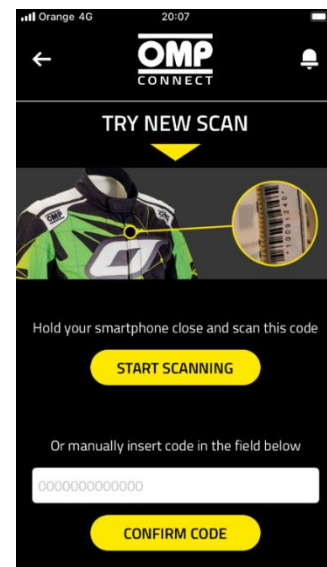 Orange 4G 20:07
OMP
CONNECT
TRY NEW SCAN
OMP
Hold your smartphone close and scan this code
START SCANNING
Or manually insert code in the field below
0000000000000
CONFIRM CODE